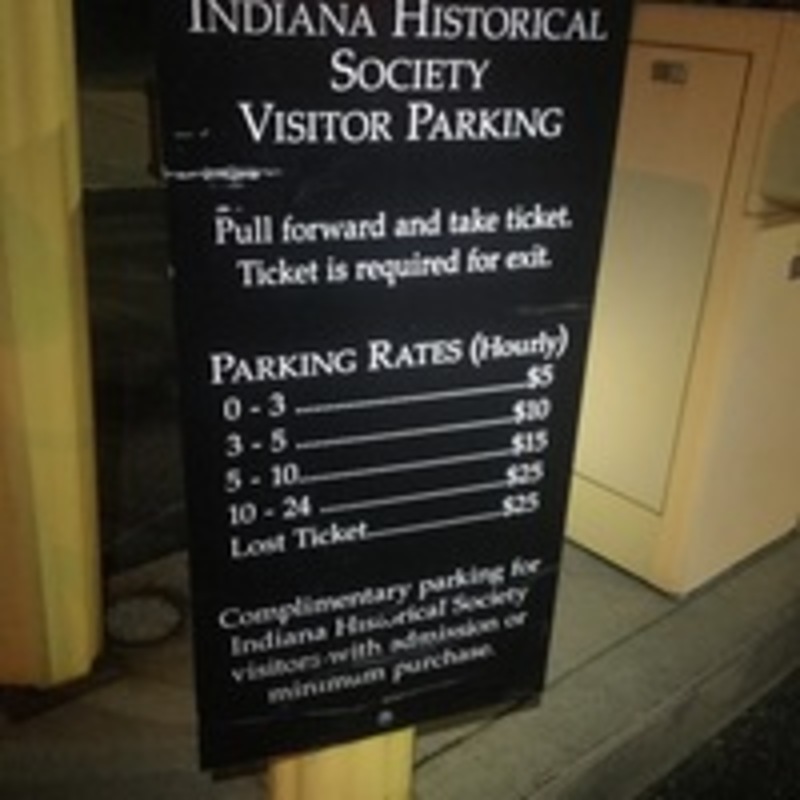 INDIANA HISTORICAL
SOCIETY
VISITOR PARKING
Pull forward and take ticket.
Ticket is required for exit.
PARKING RATES (Hourly)
0 - 3 $5
3 - 5 $10
5 - 10 $15
10 - 24 $25
Lost Ticket $25
Complimentary parking for
Indiana Historical Society
visitors with admission or
minimum purchase.